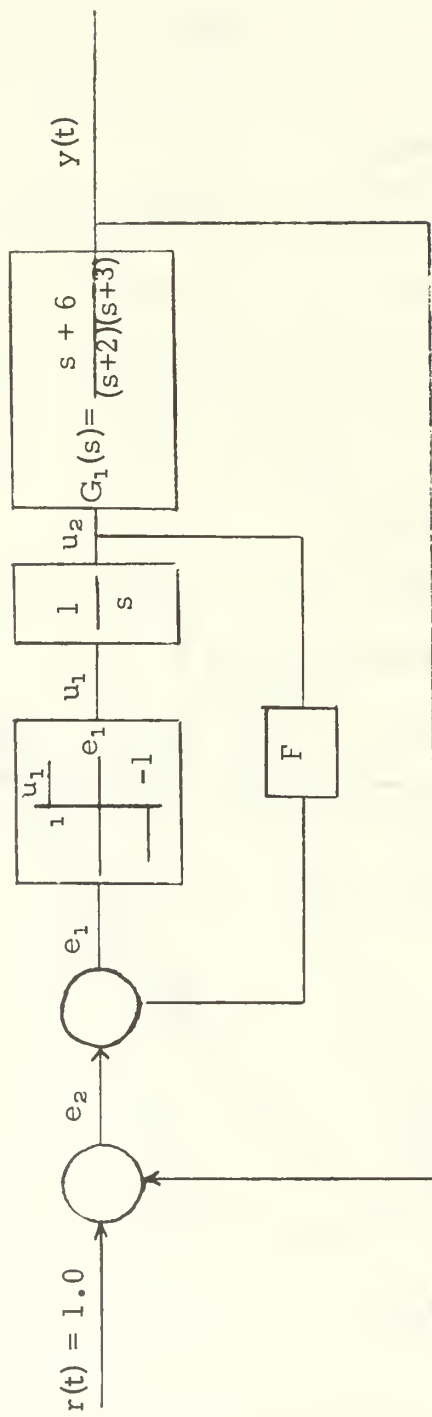 r(t) = 1.0
e₂
e₁
u₁
1
e₁
-1
u₁
1
s
u₂
G₁(s)=
s + 6
(s+2)(s+3)
y(t)
F